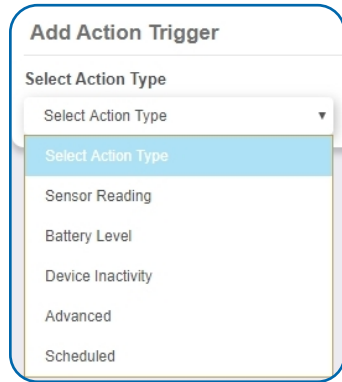 Add Action Trigger
Select Action Type
Select Action Type
Select Action Type
Sensor Reading
Battery Level
Device Inactivity
Advanced
Scheduled